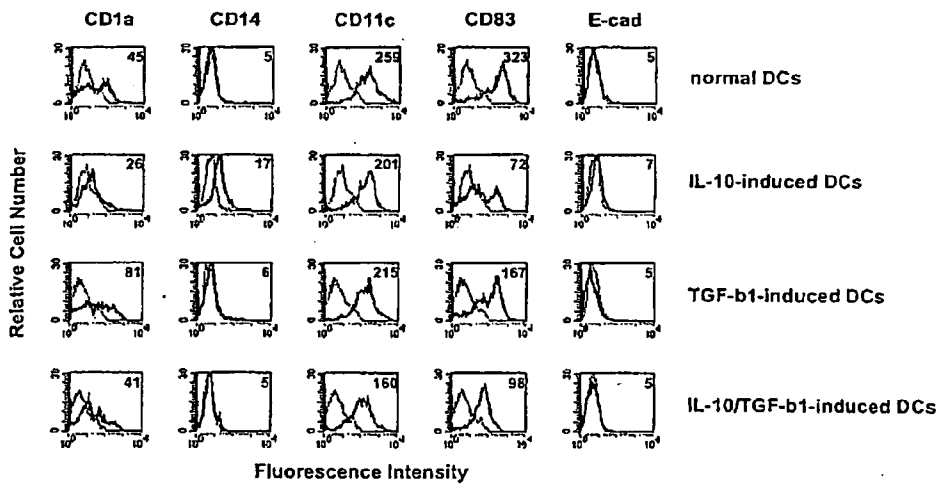 CD1a CD14 CD11c CD83 E-cad
45 5 259 323 5 normal DCs
26 17 201 72 7 IL-10-induced DCs
81 6 215 167 5 TGF-b1-induced DCs
41 5 160 98 5 IL-10/TGF-b1-induced DCs
Relative Cell Number
Fluorescence Intensity